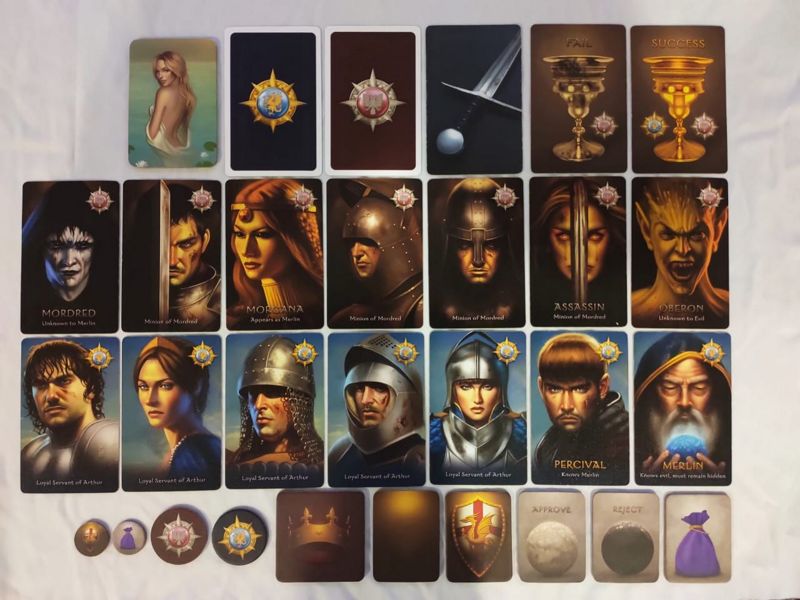 FAIL
SUCCESS
MORDRED
Unknown to Merlin
Minion of Mordred
MORGANA
Appears as Merlin
Minion of Mordred
Minion of Mordred
ASSASSIN
Minion of Mordred
OBERON
Unknown to Evil
Loyal Servant of Arthur
Loyal Servant of Arthur
Loyal Servant of Arthur
Loyal Servant of Arthur
Loyal Servant of Arthur
PERCIVAL
Knows Merlin
MERLIN
Knows evil, must remain hidden
APPROVE
REJECT